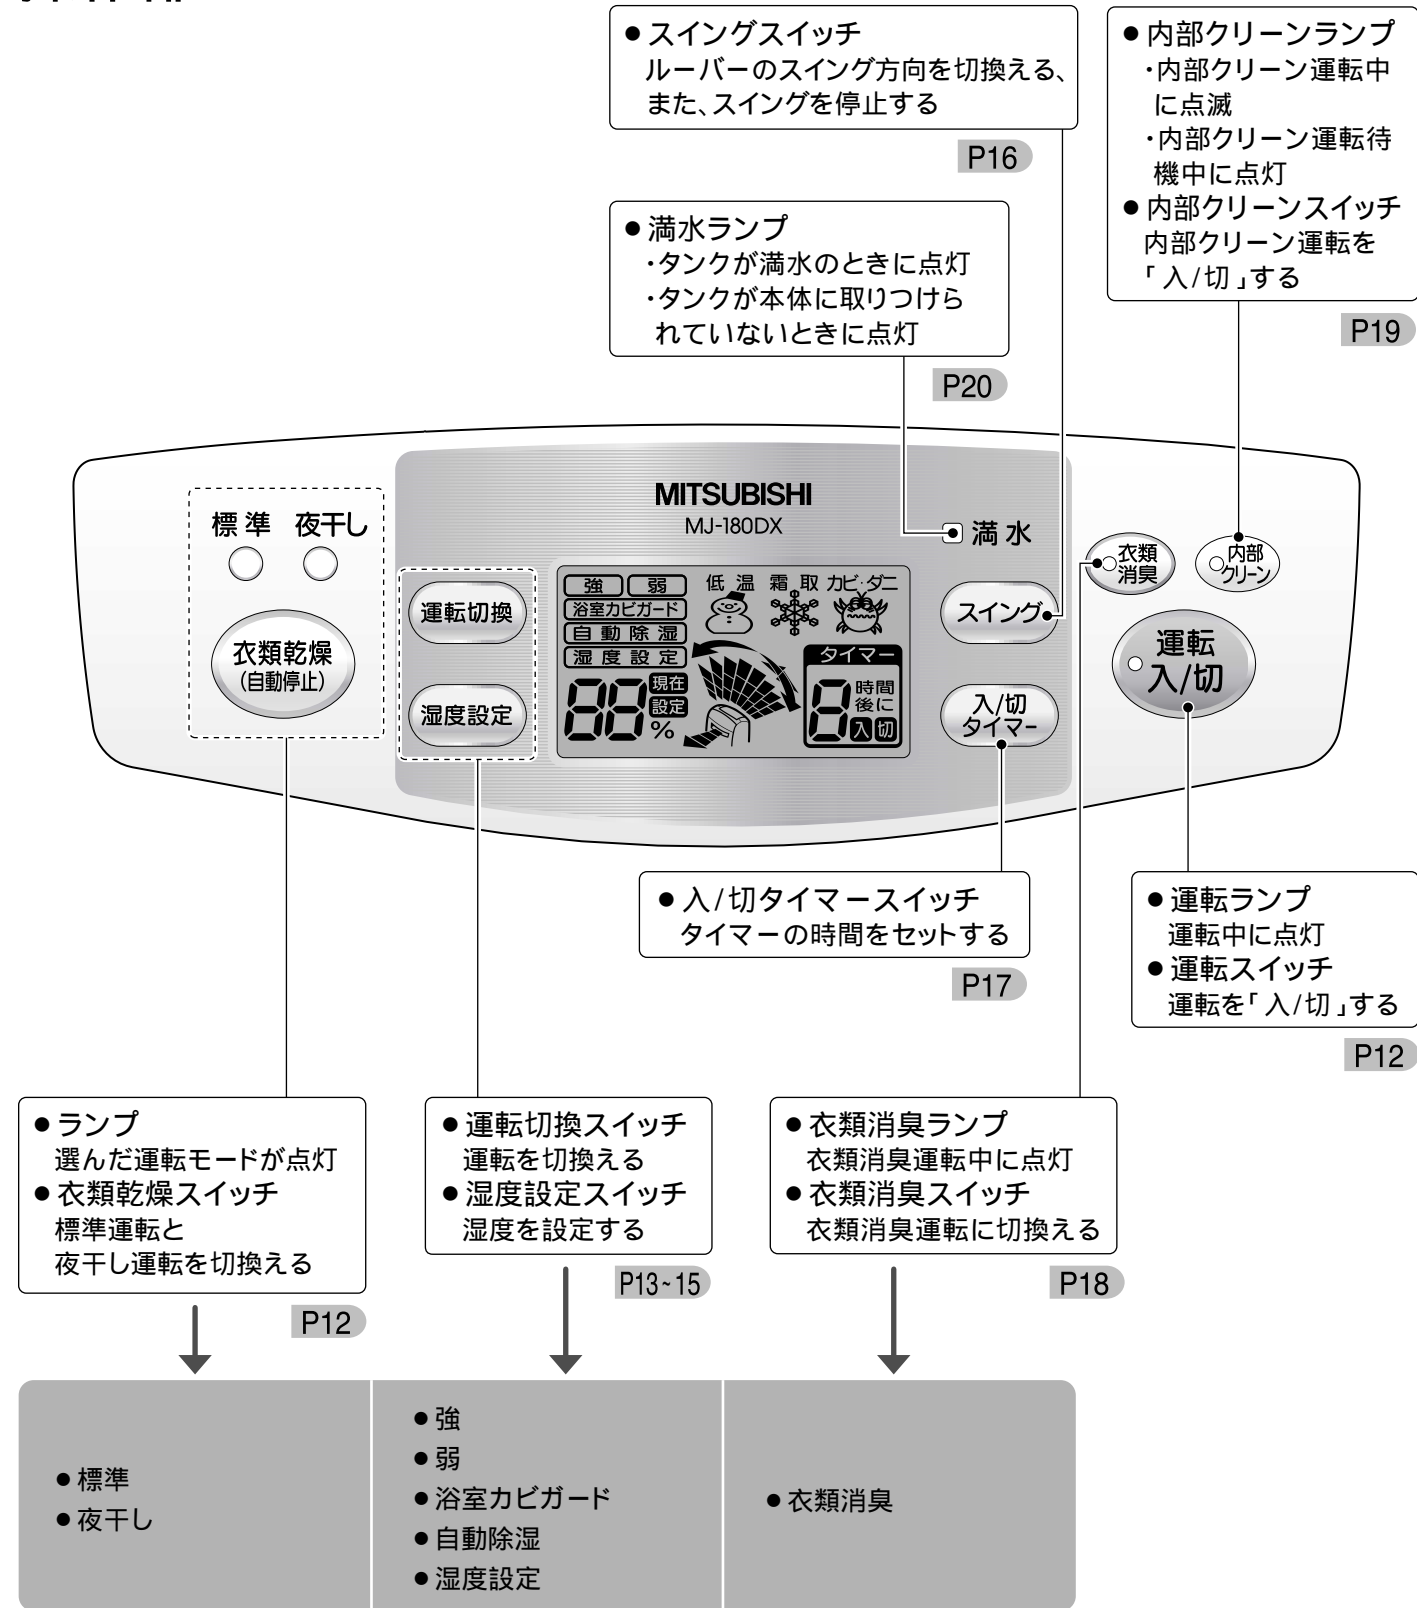 ● スイングスイッチ
ルーバーのスイング方向を切換える、
また、スイングを停止する
P16
● 内部クリーンランプ
・内部クリーン運転中
に点滅
・内部クリーン運転待
機中に点灯
● 内部クリーンスイッチ
内部クリーン運転を
「入/切」する
P19
● 満水ランプ
・タンクが満水のときに点灯
・タンクが本体に取りつけら
れていないときに点灯
P20
標準 夜干し
衣類乾燥
(自動停止)
運転切換
湿度設定
MITSUBISHI
MJ-180DX
満水
強 弱
浴室カビガード
自動除湿
湿度設定
低温 霜取 カビ・ダニ
88 %
現在
設定
タイマー
8 時間
後に
入 切
スイング
入/切
タイマー
衣類
消臭
内部
クリーン
運転
入/切
● 入/切タイマースイッチ
タイマーの時間をセットする
P17
● 運転ランプ
運転中に点灯
● 運転スイッチ
運転を「入/切」する
P12
● ランプ
選んだ運転モードが点灯
● 衣類乾燥スイッチ
標準運転と
夜干し運転を切換える
P12
● 運転切換スイッチ
運転を切換える
● 湿度設定スイッチ
湿度を設定する
P13~15
● 衣類消臭ランプ
衣類消臭運転中に点灯
● 衣類消臭スイッチ
衣類消臭運転に切換える
P18
● 標準
● 夜干し
● 強
● 弱
● 浴室カビガード
● 自動除湿
● 湿度設定
● 衣類消臭